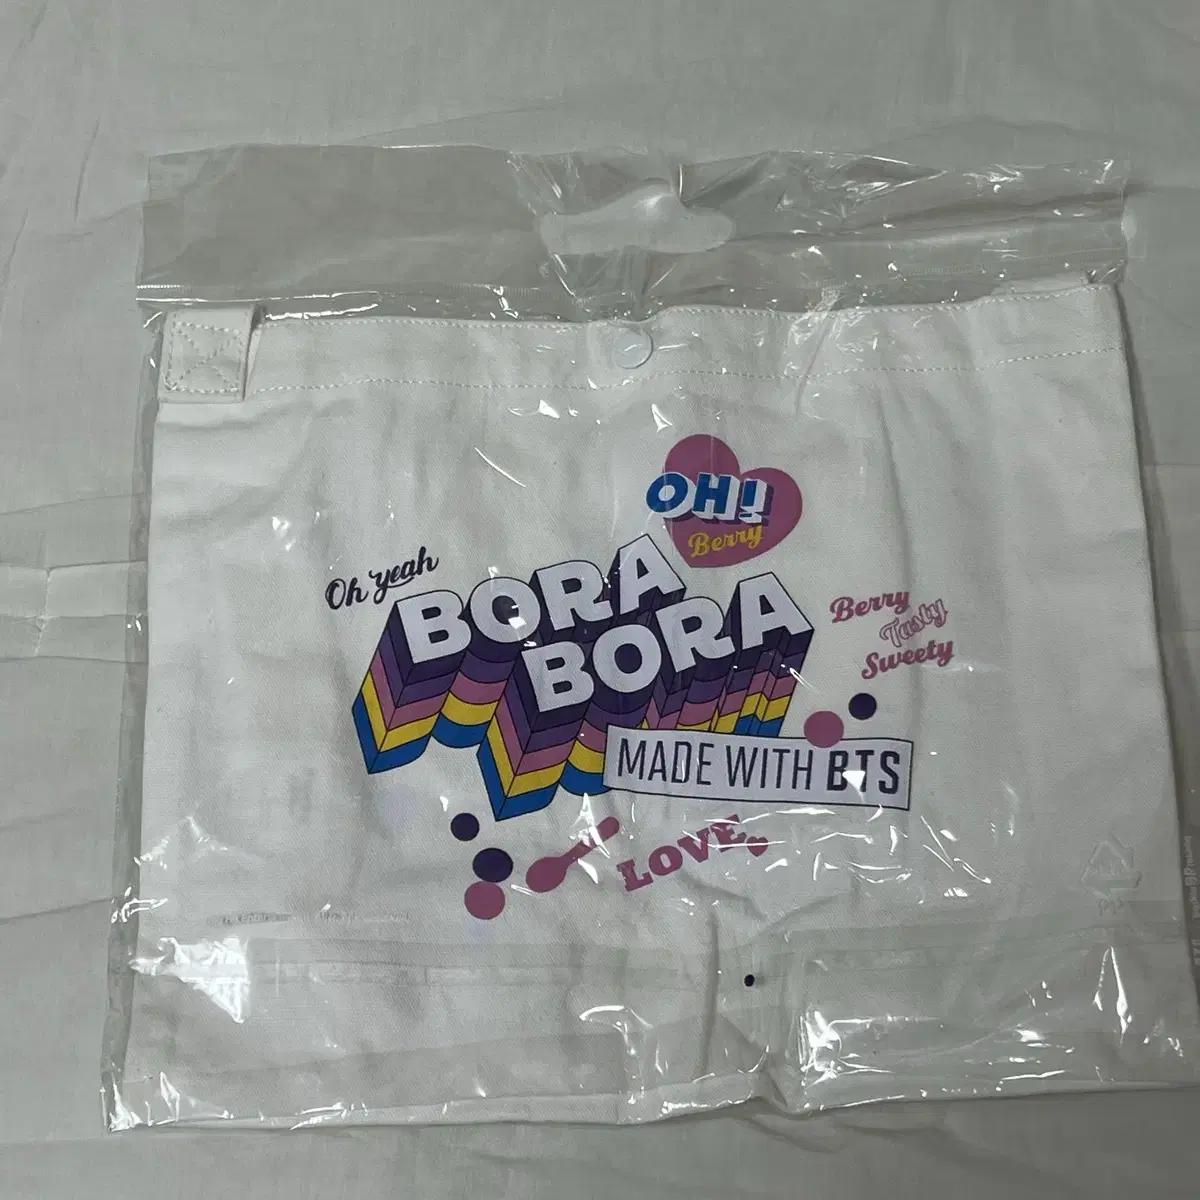 OH!
Berry
Oh yeah
BORA
BORA
Berry
Tasty
Sweety
MADE WITH BTS
LOVE.